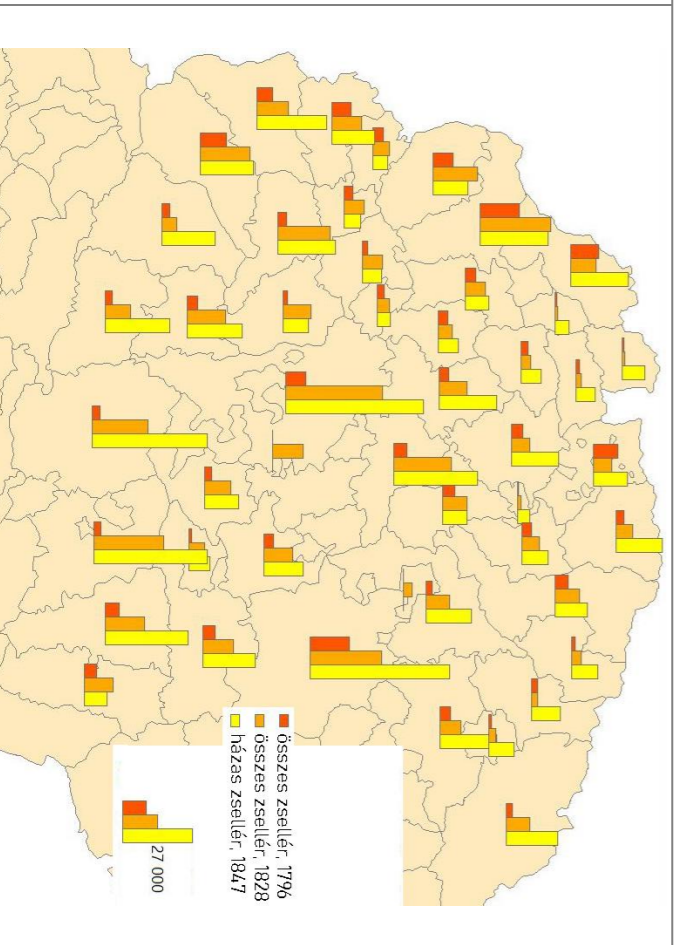 összes zsellér, 1796
összes zsellér, 1828
házas zsellér, 1847
27 000